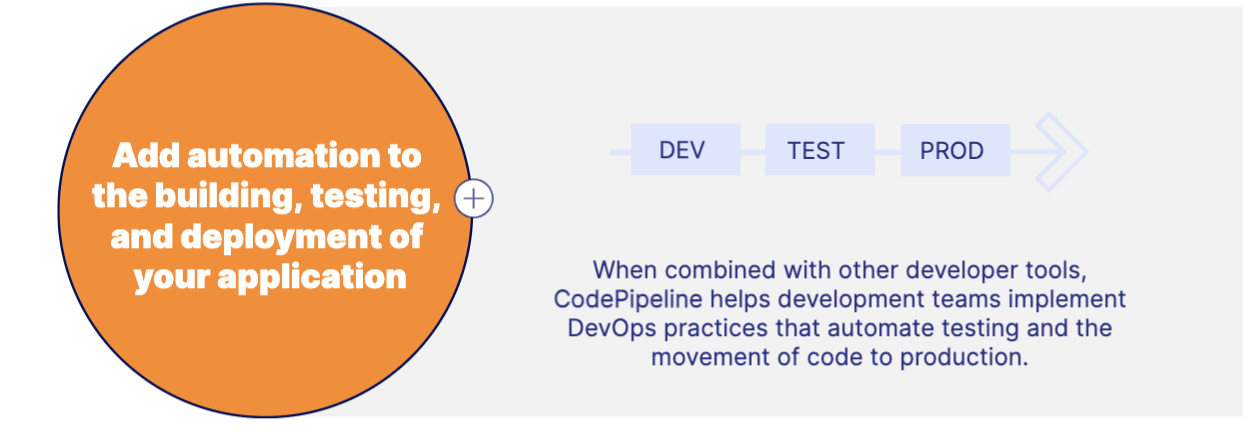 Add automation to
the building, testing,
and deployment of
your application
DEV
TEST
PROD
When combined with other developer tools,
CodePipeline helps development teams implement
DevOps practices that automate testing and the
movement of code to production.